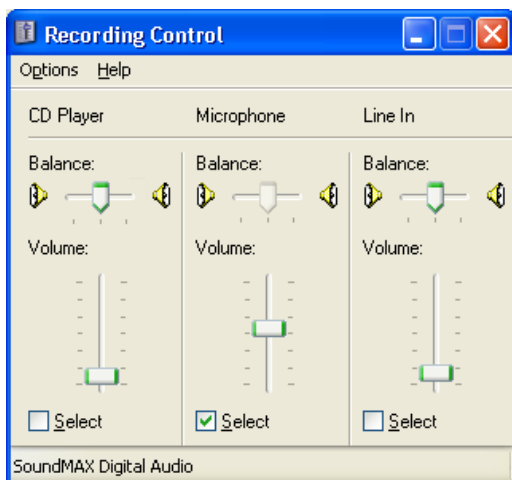 Recording Control
Options Help
CD Player Microphone Line In
Balance: Balance: Balance:
Volume: Volume: Volume:
Select Select Select
SoundMAX Digital Audio